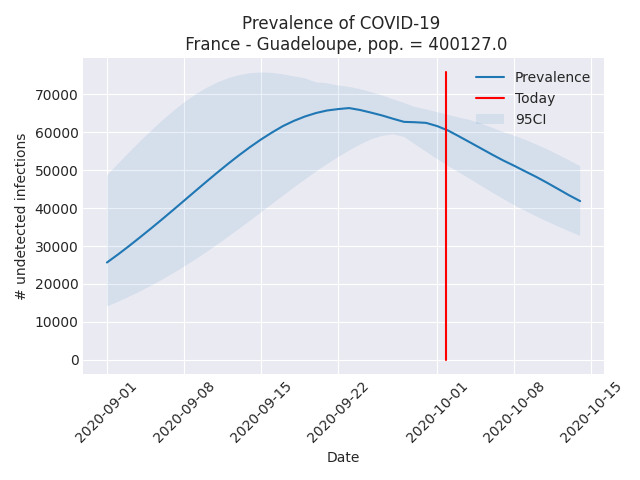 Prevalence of COVID-19
France - Guadeloupe, pop. = 400127.0
Prevalence
Today
95CI
70000
60000
50000
40000
30000
20000
10000
0
# undetected infections
2020-09-01
2020-09-08
2020-09-15
2020-09-22
2020-10-01
2020-10-08
2020-10-15
Date